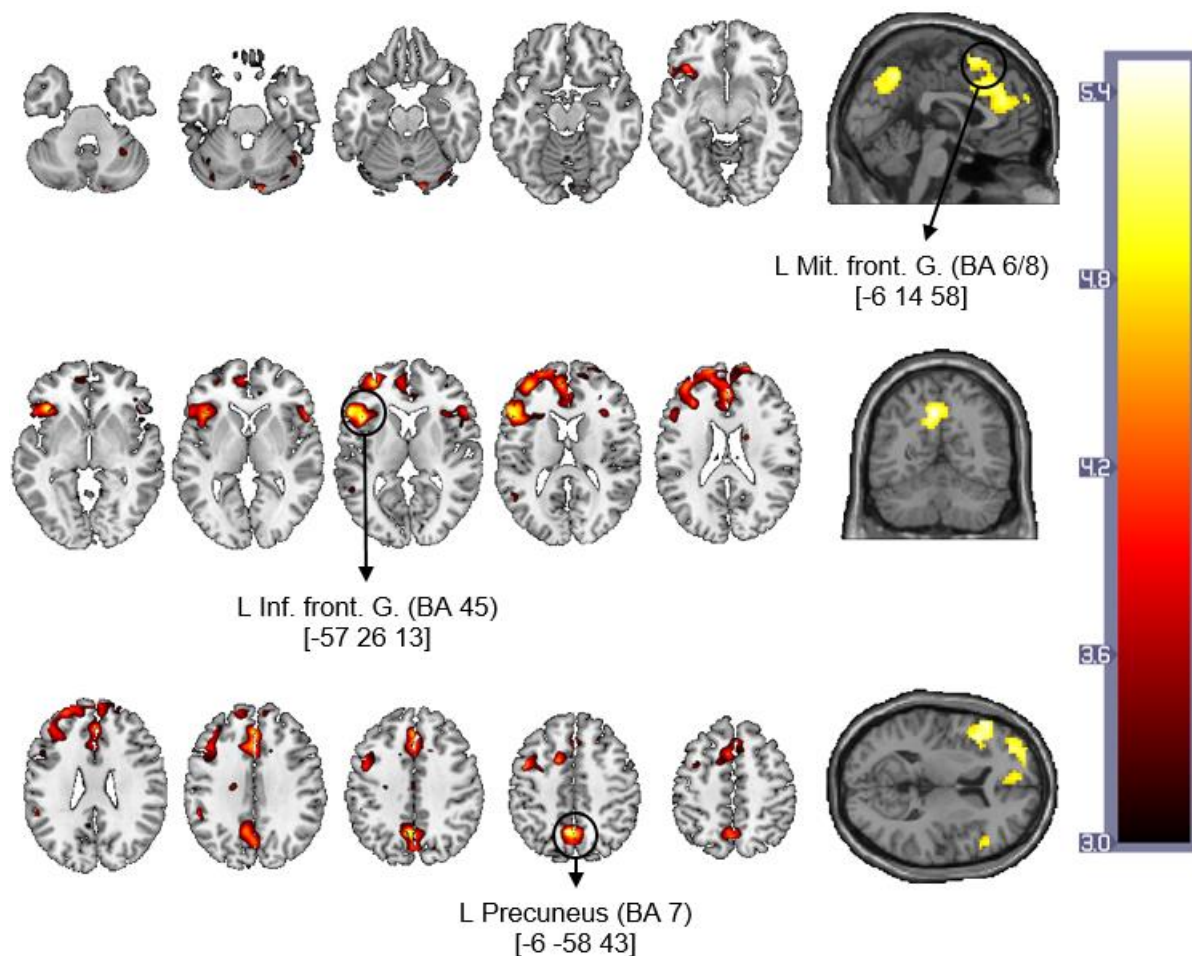 5.4
L Mit. front. G. (BA 6/8)
[-6 14 58]
4.8
4.2
L Inf. front. G. (BA 45)
[-57 26 13]
3.6
3.0
L Precuneus (BA 7)
[-6 -58 43]